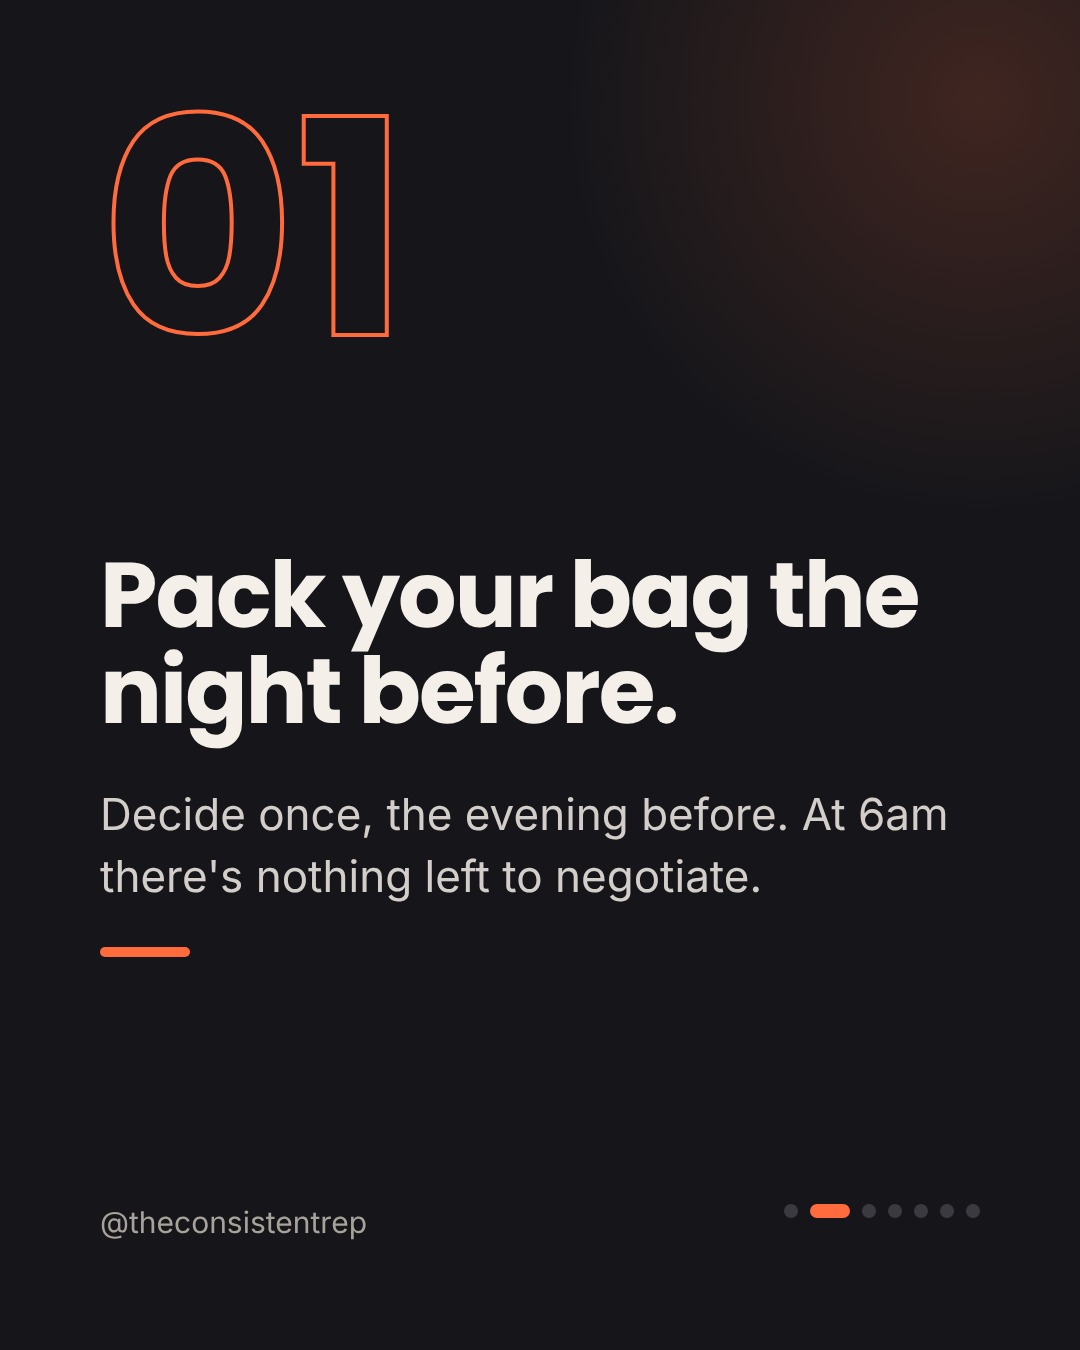 01
Pack your bag the
night before.
Decide once, the evening before. At 6am
there's nothing left to negotiate.
@theconsistentrep